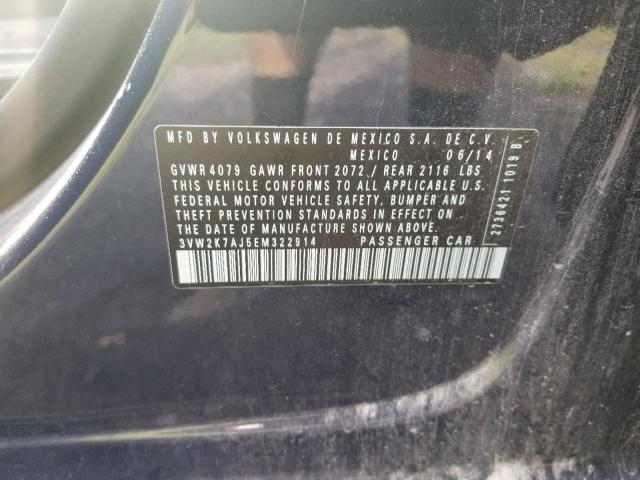 MFD BY VOLKSWAGEN DE MEXICO S.A. DE C.V.
MEXICO 06/14
GVWR 4079 GAWR FRONT 2072 / REAR 2116 LBS
THIS VEHICLE CONFORMS TO ALL APPLICABLE U.S.
FEDERAL MOTOR VEHICLE SAFETY, BUMPER AND
THEFT PREVENTION STANDARDS IN EFFECT ON
THE DATE OF MANUFACTURE SHOWN ABOVE.
3VW2K7AJ5EM322914 PASSENGER CAR
2736421 1019 B